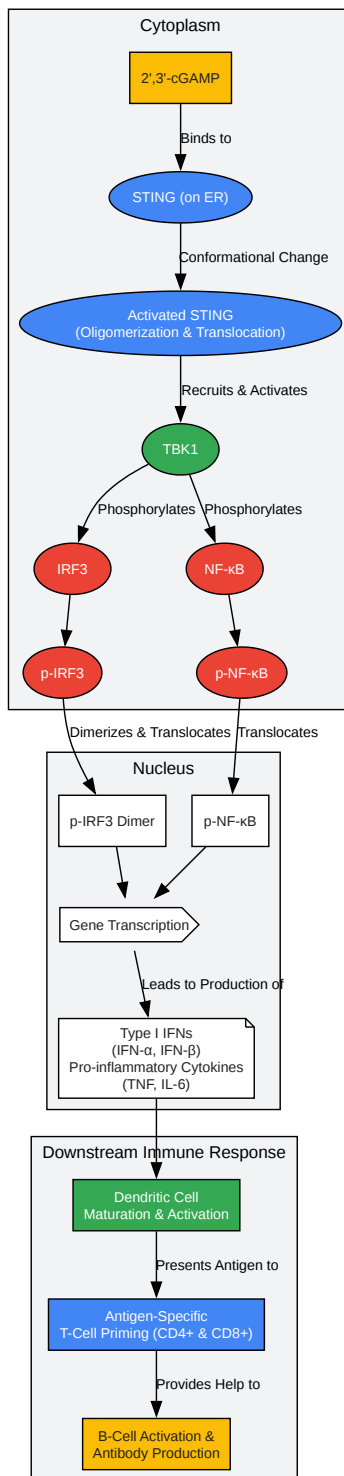 Cytoplasm
2',3'-cGAMP
Binds to
STING (on ER)
Conformational Change
Activated STING
(Oligomerization & Translocation)
Recruits & Activates
TBK1
Phosphorylates
Phosphorylates
IRF3
NF-κB
p-IRF3
p-NF-κB
Dimerizes & Translocates
Translocates
Nucleus
p-IRF3 Dimer
p-NF-κB
Gene Transcription
Leads to Production of
Type I IFNs
(IFN-α, IFN-β)
Pro-inflammatory Cytokines
(TNF, IL-6)
Downstream Immune Response
Dendritic Cell
Maturation & Activation
Presents Antigen to
Antigen-Specific
T-Cell Priming (CD4+ & CD8+)
Provides Help to
B-Cell Activation &
Antibody Production